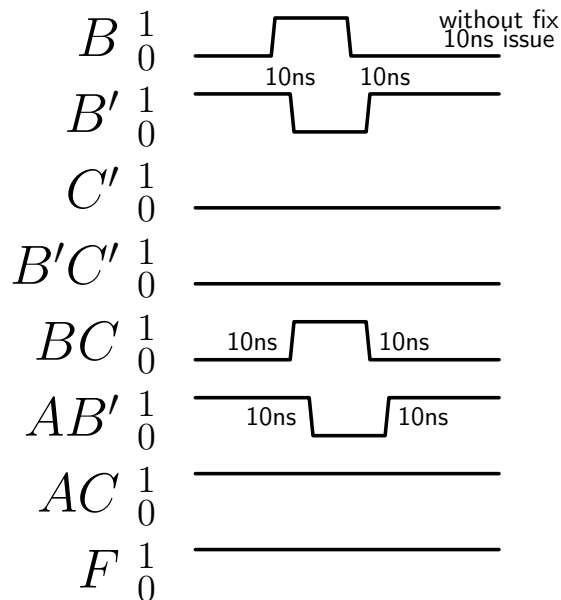 B 1
0
without fix
10ns issue
10ns 10ns
B' 1
0
C' 1
0
B'C' 1
0
BC 1
0
10ns 10ns
AB' 1
0
10ns 10ns
AC 1
0
F 1
0